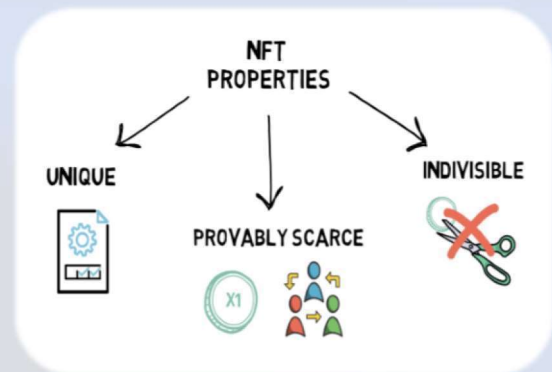 NFT
PROPERTIES
UNIQUE
INDIVISIBLE
PROVABLY SCARCE
X1